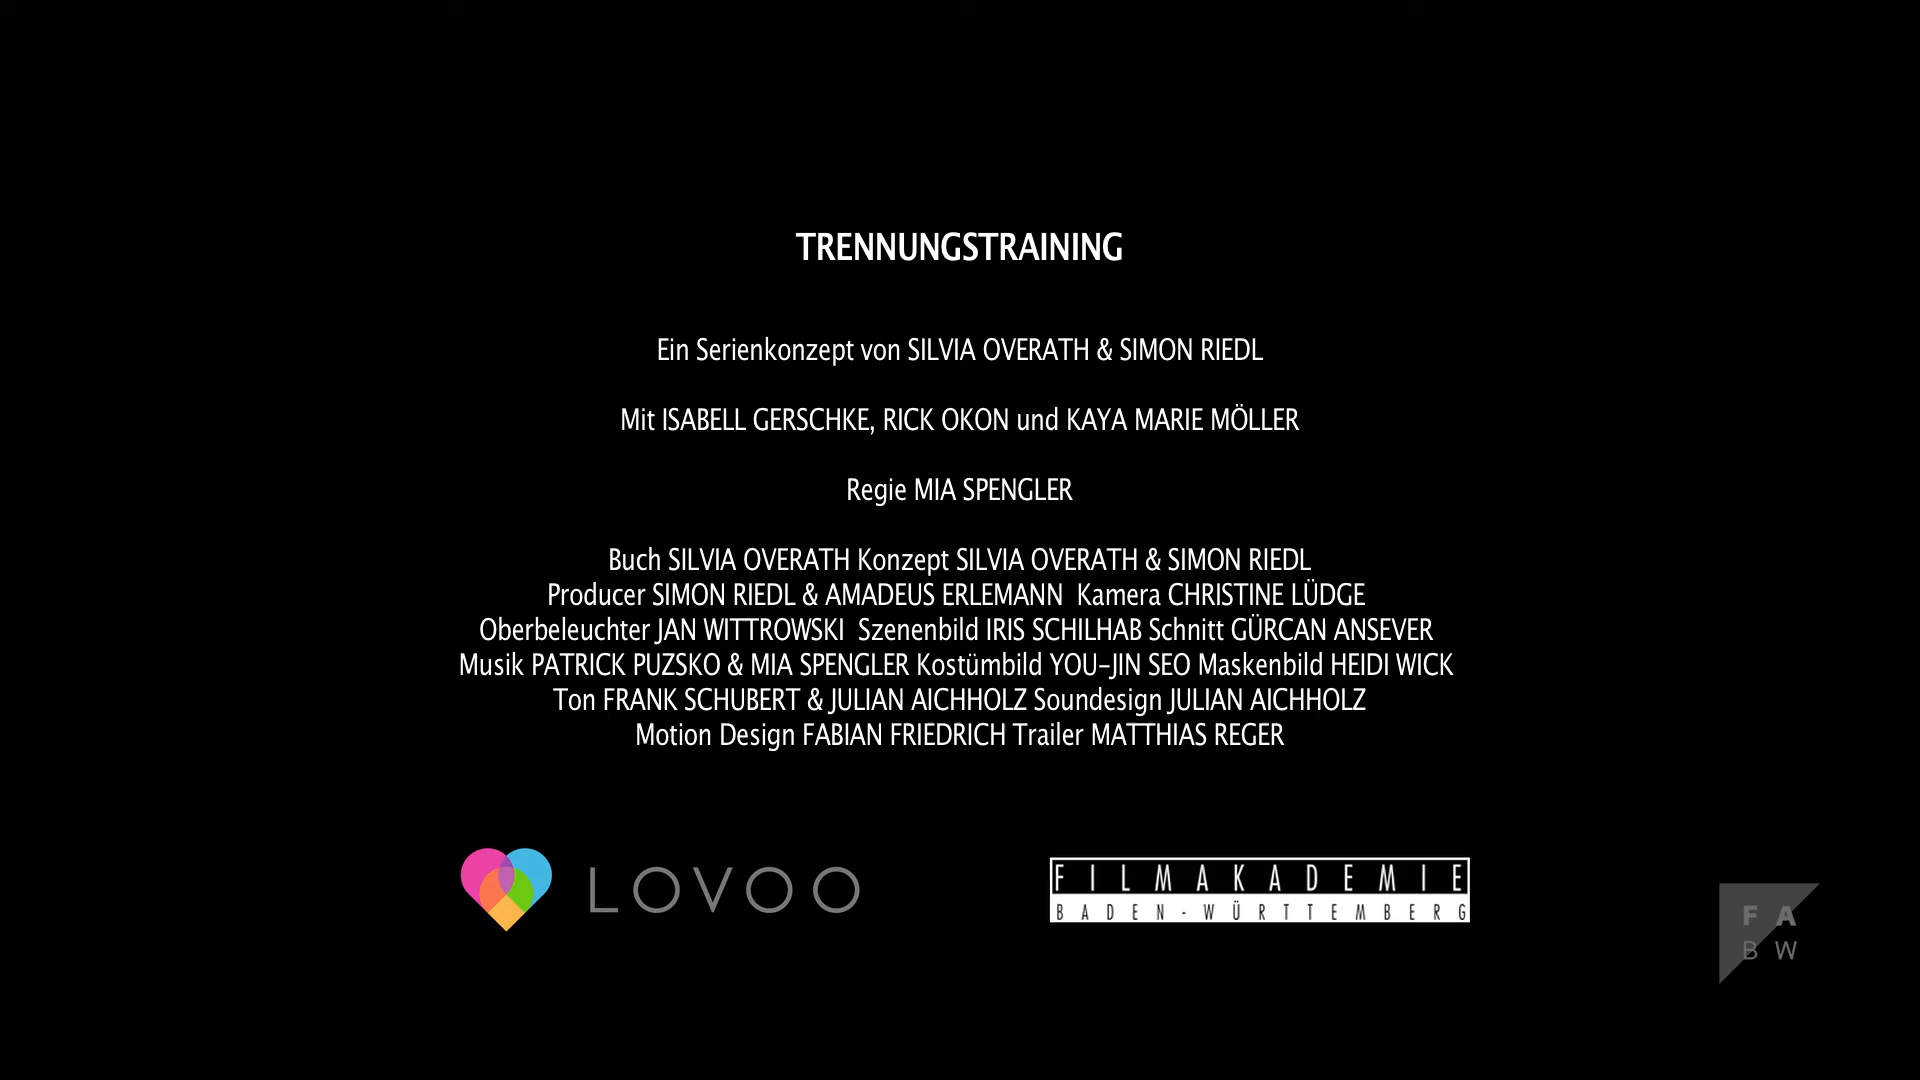 TRENNUNGSTRAINING
Ein Serienkonzept von SILVIA OVERATH & SIMON RIEDL
Mit ISABELL GERSCHKE, RICK OKON und KAYA MARIE MÖLLER
Regie MIA SPENGLER
Buch SILVIA OVERATH Konzept SILVIA OVERATH & SIMON RIEDL
Producer SIMON RIEDL & AMADEUS ERLEMANN Kamera CHRISTINE LÜDGE
Oberbeleuchter JAN WITTROWSKI Szenenbild IRIS SCHILHAB Schnitt GÜRCAN ANSEVER
Musik PATRICK PUZSKO & MIA SPENGLER Kostümbild YOU-JIN SEO Maskenbild HEIDI WICK
Ton FRANK SCHUBERT & JULIAN AICHHOLZ Soundesign JULIAN AICHHOLZ
Motion Design FABIAN FRIEDRICH Trailer MATTHIAS REGER
LOVOO
FILMAKADEMIE
BADEN-WÜRTTEMBERG
F A
B W